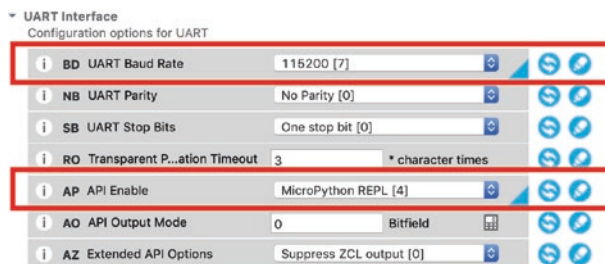 UART Interface
Configuration options for UART
i BD UART Baud Rate 115200 [7]
i NB UART Parity No Parity [0]
i SB UART Stop Bits One stop bit [0]
i RO Transparent P...ation Timeout 3 * character times
i AP API Enable MicroPython REPL [4]
i AO API Output Mode 0 Bitfield
i AZ Extended API Options Suppress ZCL output [0]